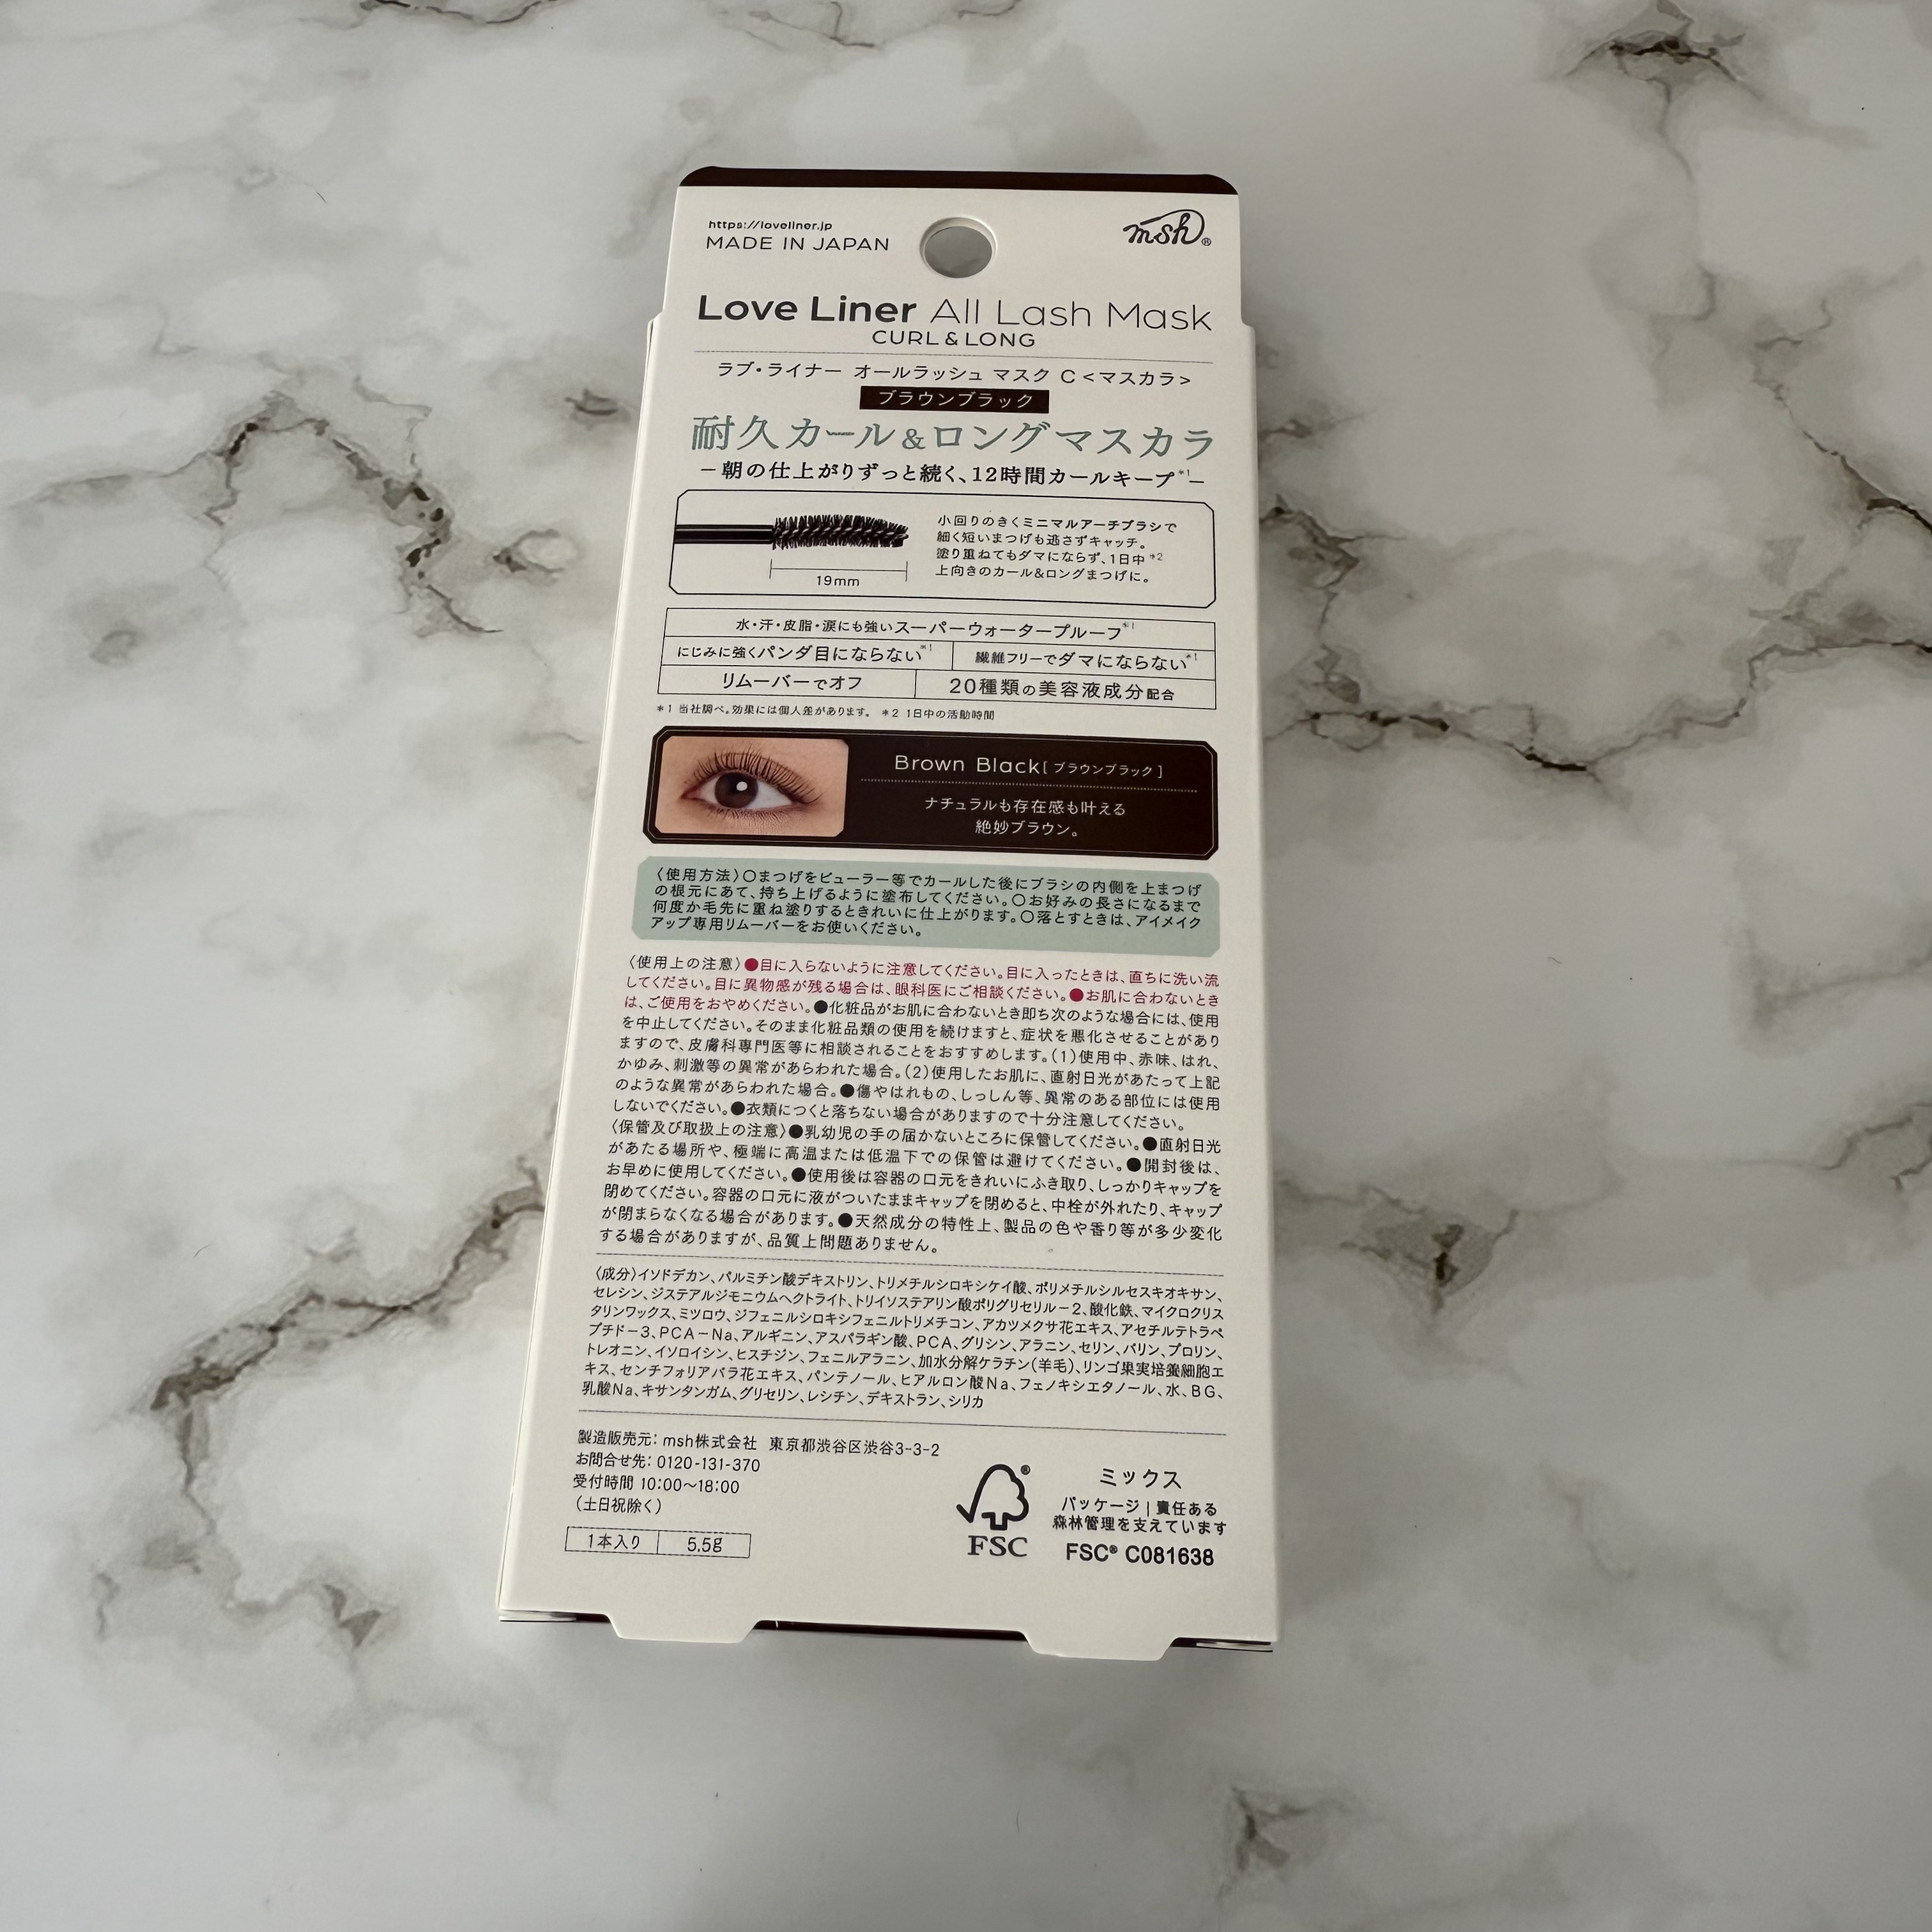 https://loveliner.jp
MADE IN JAPAN
msh®
Love Liner All Lash Mask
CURL & LONG
ラブ・ライナー オールラッシュ マスク C <マスカラ>
ブラウンブラック
耐久カール&ロングマスカラ
−朝の仕上がりずっと続く、12時間カールキープ*1−
小回りのきくミニマルアーチブラシで
細く短いまつげも逃さずキャッチ。
塗り重ねてもダマにならず、1日中*2
上向きのカール&ロングまつげに。
19mm
水・汗・皮脂・涙にも強いスーパーウォータープルーフ*1
にじみに強くパンダ目にならない*1 繊維フリーでダマにならない*1
リムーバーでオフ 20種類の美容液成分配合
*1 当社調べ。効果には個人差があります。 *2 1日中の活動時間
Brown Black[ブラウンブラック]
ナチュラルも存在感も叶える
絶妙ブラウン。
〈使用方法〉○まつげをビューラー等でカールした後にブラシの内側を上まつげ
の根元にあて、持ち上げるように塗布してください。○お好みの長さになるまで
何度か毛先に重ね塗りするときれいに仕上がります。○落とすときは、アイメイク
アップ専用リムーバーをお使いください。
〈使用上の注意〉●目に入らないように注意してください。目に入ったときは、直ちに洗い流
してください。目に異物感が残る場合は、眼科医にご相談ください。●お肌に合わないとき
は、ご使用をおやめください。●化粧品がお肌に合わないとき即ち次のような場合には、使用
を中止してください。そのまま化粧品類の使用を続けますと、症状を悪化させることがあり
ますので、皮膚科専門医等に相談されることをおすすめします。(1)使用中、赤味、はれ、
かゆみ、刺激等の異常があらわれた場合。(2)使用したお肌に、直射日光があたって上記
のような異常があらわれた場合。●傷やはれもの、しっしん等、異常のある部位には使用
しないでください。●衣類につくと落ちない場合がありますので十分注意してください。
〈保管及び取扱上の注意〉●乳幼児の手の届かないところに保管してください。●直射日光
があたる場所や、極端に高温または低温下での保管は避けてください。●開封後は、
お早めに使用してください。●使用後は容器の口元をきれいにふき取り、しっかりキャップを
閉めてください。容器の口元に液がついたままキャップを閉めると、中栓が外れたり、キャップ
が閉まらなくなる場合があります。●天然成分の特性上、製品の色や香り等が多少変化
する場合がありますが、品質上問題ありません。
〈成分〉イソドデカン、パルミチン酸デキストリン、トリメチルシロキシケイ酸、ポリメチルシルセスキオキサン、
セレシン、ジステアルジモニウムヘクトライト、トリイソステアリン酸ポリグリセリル−2、酸化鉄、マイクロクリス
タリンワックス、ミツロウ、ジフェニルシロキシフェニルトリメチコン、アカツメクサ花エキス、アセチルテトラペ
プチド−3、PCA−Na、アルギニン、アスパラギン酸、PCA、グリシン、アラニン、セリン、バリン、プロリン、
トレオニン、イソロイシン、ヒスチジン、フェニルアラニン、加水分解ケラチン(羊毛)、リンゴ果実培養細胞エ
キス、センチフォリアバラ花エキス、パンテノール、ヒアルロン酸Na、フェノキシエタノール、水、BG、
乳酸Na、キサンタンガム、グリセリン、レシチン、デキストラン、シリカ
製造販売元: msh株式会社 東京都渋谷区渋谷3-3-2
お問合せ先: 0120-131-370
受付時間 10:00〜18:00
(土日祝除く)
1本入り 5.5g
FSC
ミックス
パッケージ | 責任ある
森林管理を支えています
FSC® C081638